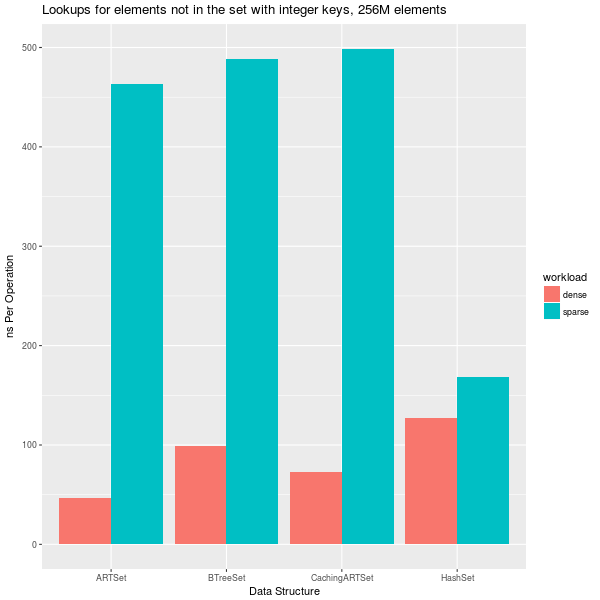 Lookups for elements not in the set with integer keys, 256M elements
500
400
300
200
100
0
ns Per Operation
ARTSet BTreeSet CachingARTSet HashSet
Data Structure
workload
dense
sparse